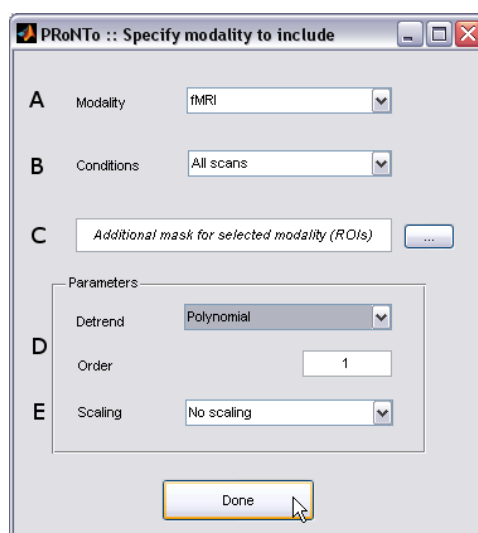 PRoNTo :: Specify modality to include
A Modality fMRI
B Conditions All scans
C Additional mask for selected modality (ROIs) ...
Parameters
D
Detrend Polynomial
Order 1
E Scaling No scaling
Done